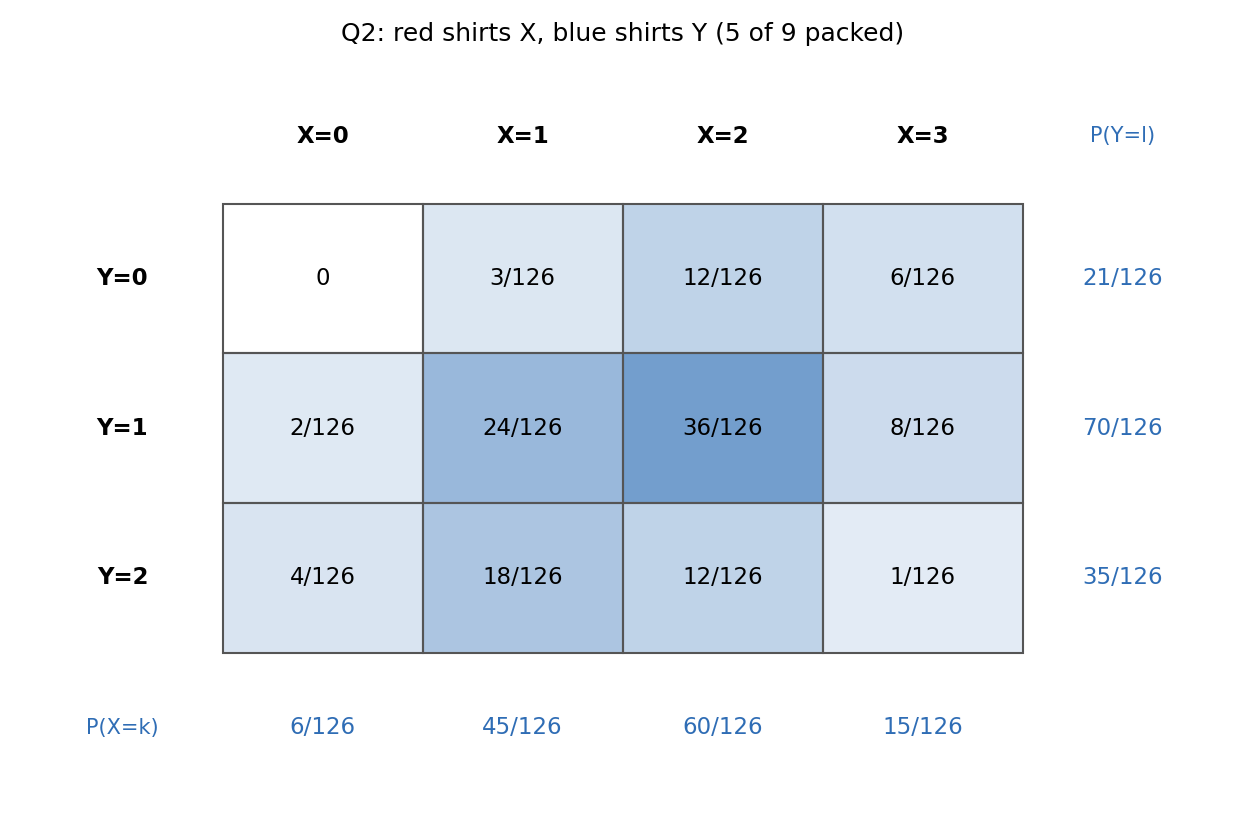 Q2: red shirts X, blue shirts Y (5 of 9 packed)
X=0 X=1 X=2 X=3 P(Y=l)
Y=0 0 3/126 12/126 6/126 21/126
Y=1 2/126 24/126 36/126 8/126 70/126
Y=2 4/126 18/126 12/126 1/126 35/126
P(X=k) 6/126 45/126 60/126 15/126